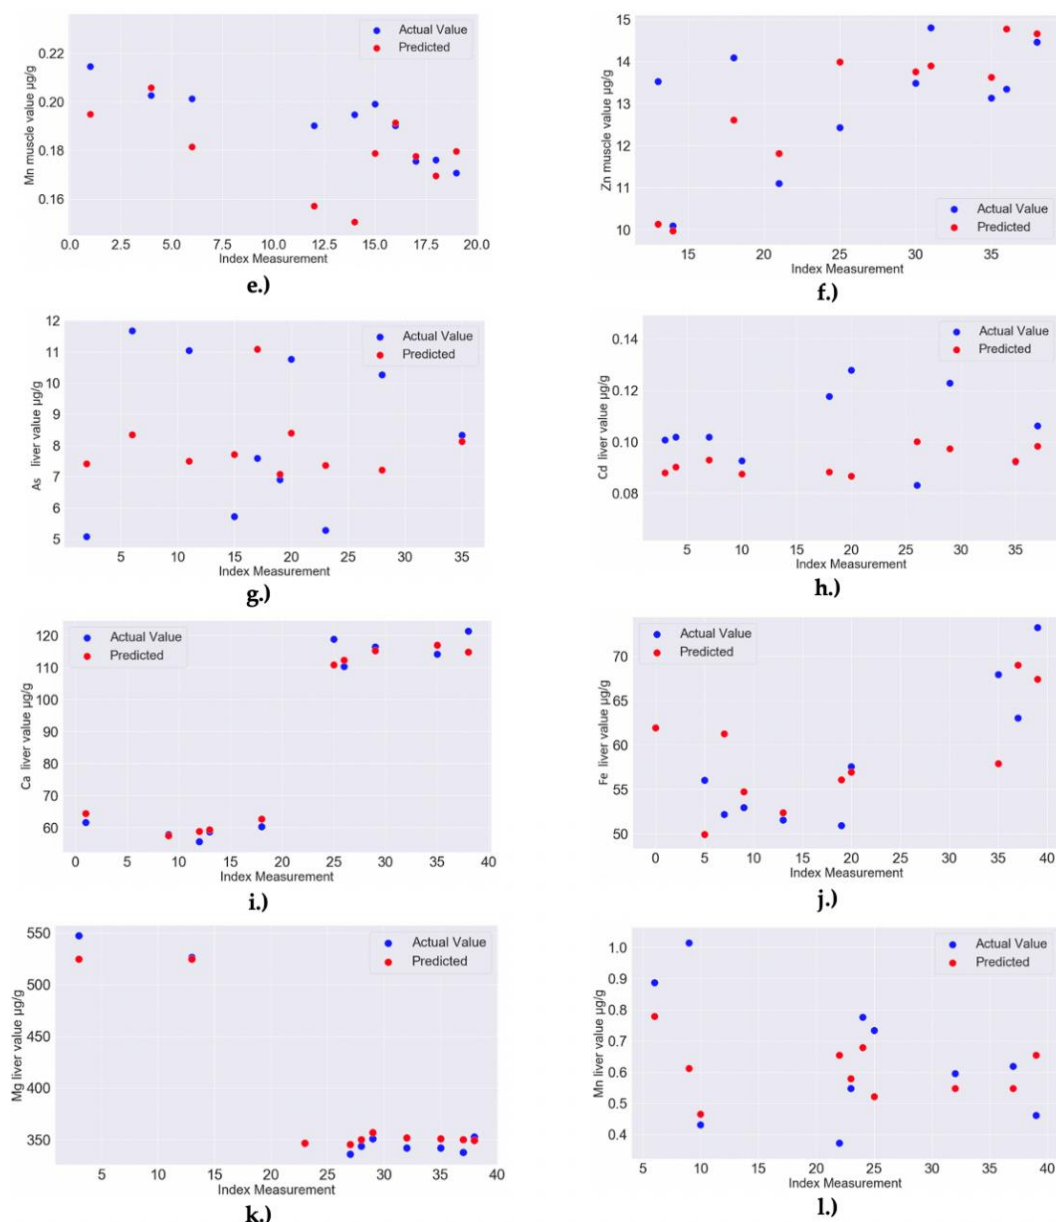 Mn muscle value µg/g
0.22
0.20
0.18
0.16
0.0 2.5 5.0 7.5 10.0 12.5 15.0 17.5 20.0
Index Measurement
Actual Value
Predicted
e.)
Zn muscle value µg/g
15
14
13
12
11
10
15 20 25 30 35
Index Measurement
Actual Value
Predicted
f.)
As liver value µg/g
12
11
10
9
8
7
6
5
5 10 15 20 25 30 35
Index Measurement
Actual Value
Predicted
g.)
Cd liver value µg/g
0.14
0.12
0.10
0.08
5 10 15 20 25 30 35
Index Measurement
Actual Value
Predicted
h.)
Ca liver value µg/g
120
110
100
90
80
70
60
0 5 10 15 20 25 30 35 40
Index Measurement
Actual Value
Predicted
i.)
Fe liver value µg/g
70
65
60
55
50
0 5 10 15 20 25 30 35 40
Index Measurement
Actual Value
Predicted
j.)
Mg liver value µg/g
550
500
450
400
350
5 10 15 20 25 30 35 40
Index Measurement
Actual Value
Predicted
k.)
Mn liver value µg/g
1.0
0.9
0.8
0.7
0.6
0.5
0.4
5 10 15 20 25 30 35 40
Index Measurement
Actual Value
Predicted
l.)